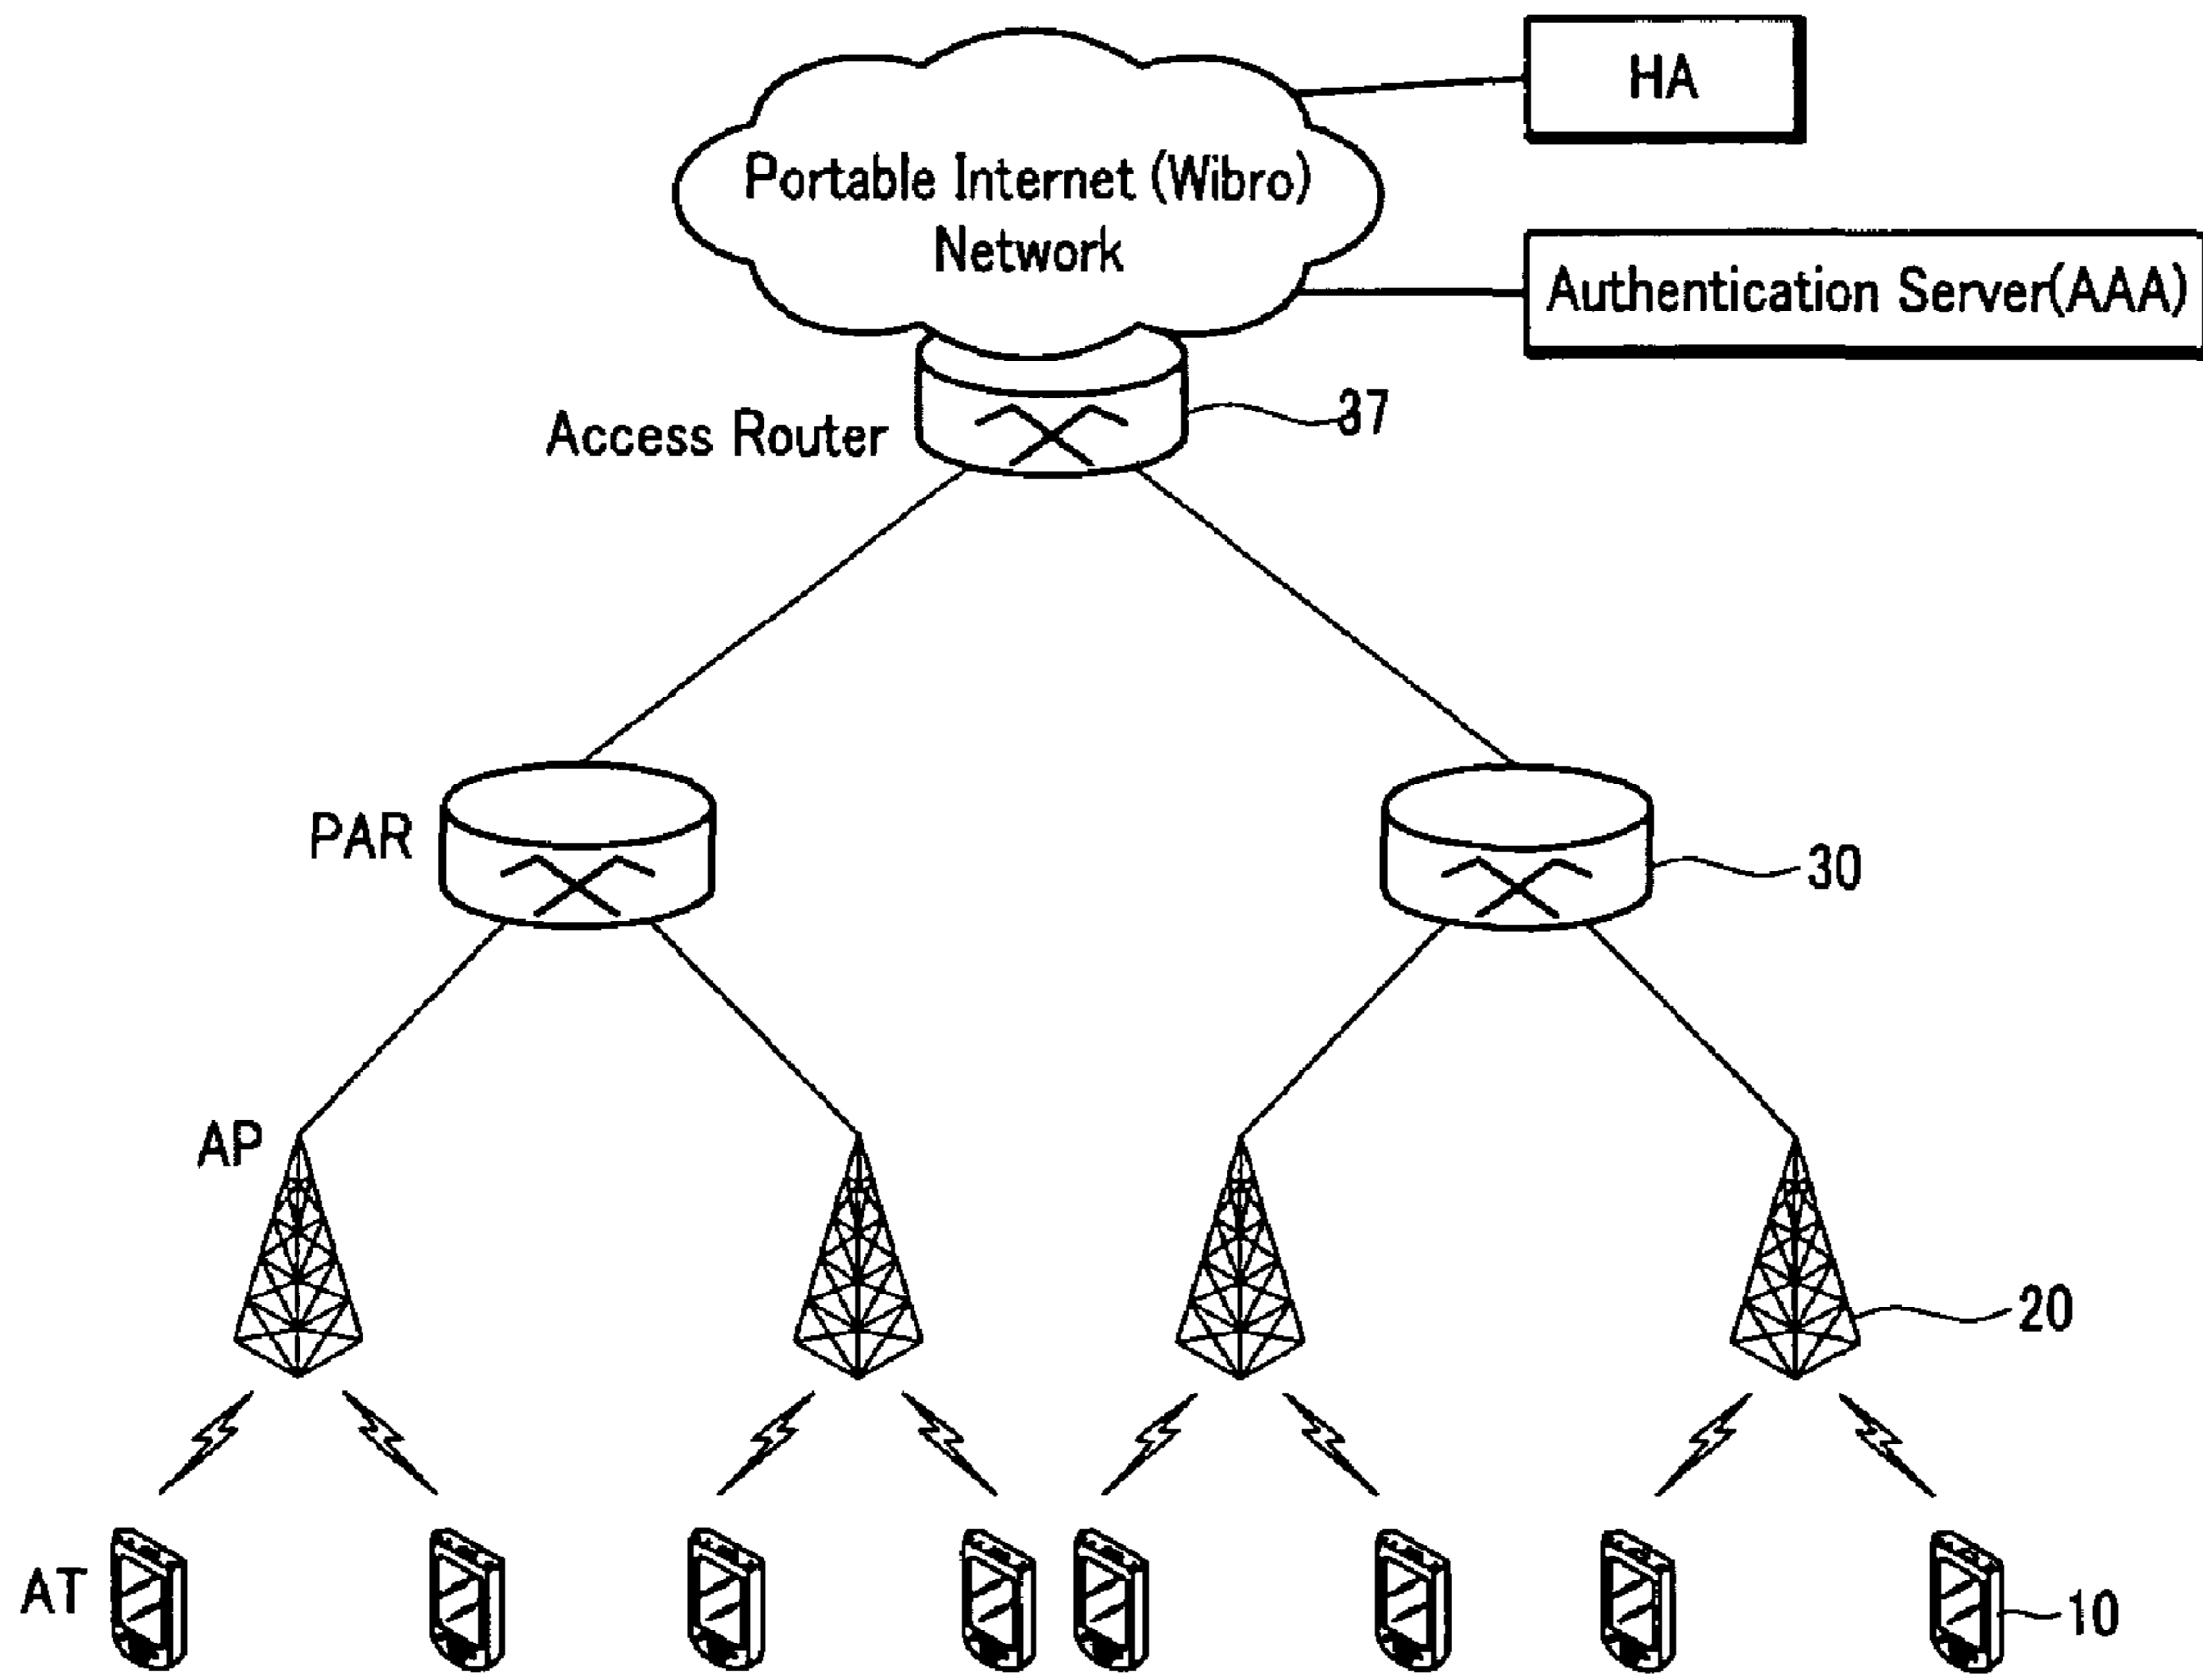 HA
Portable Internet (Wibro)
Network
Authentication Server(AAA)
Access Router
37
PAR
30
AP
20
AT
10